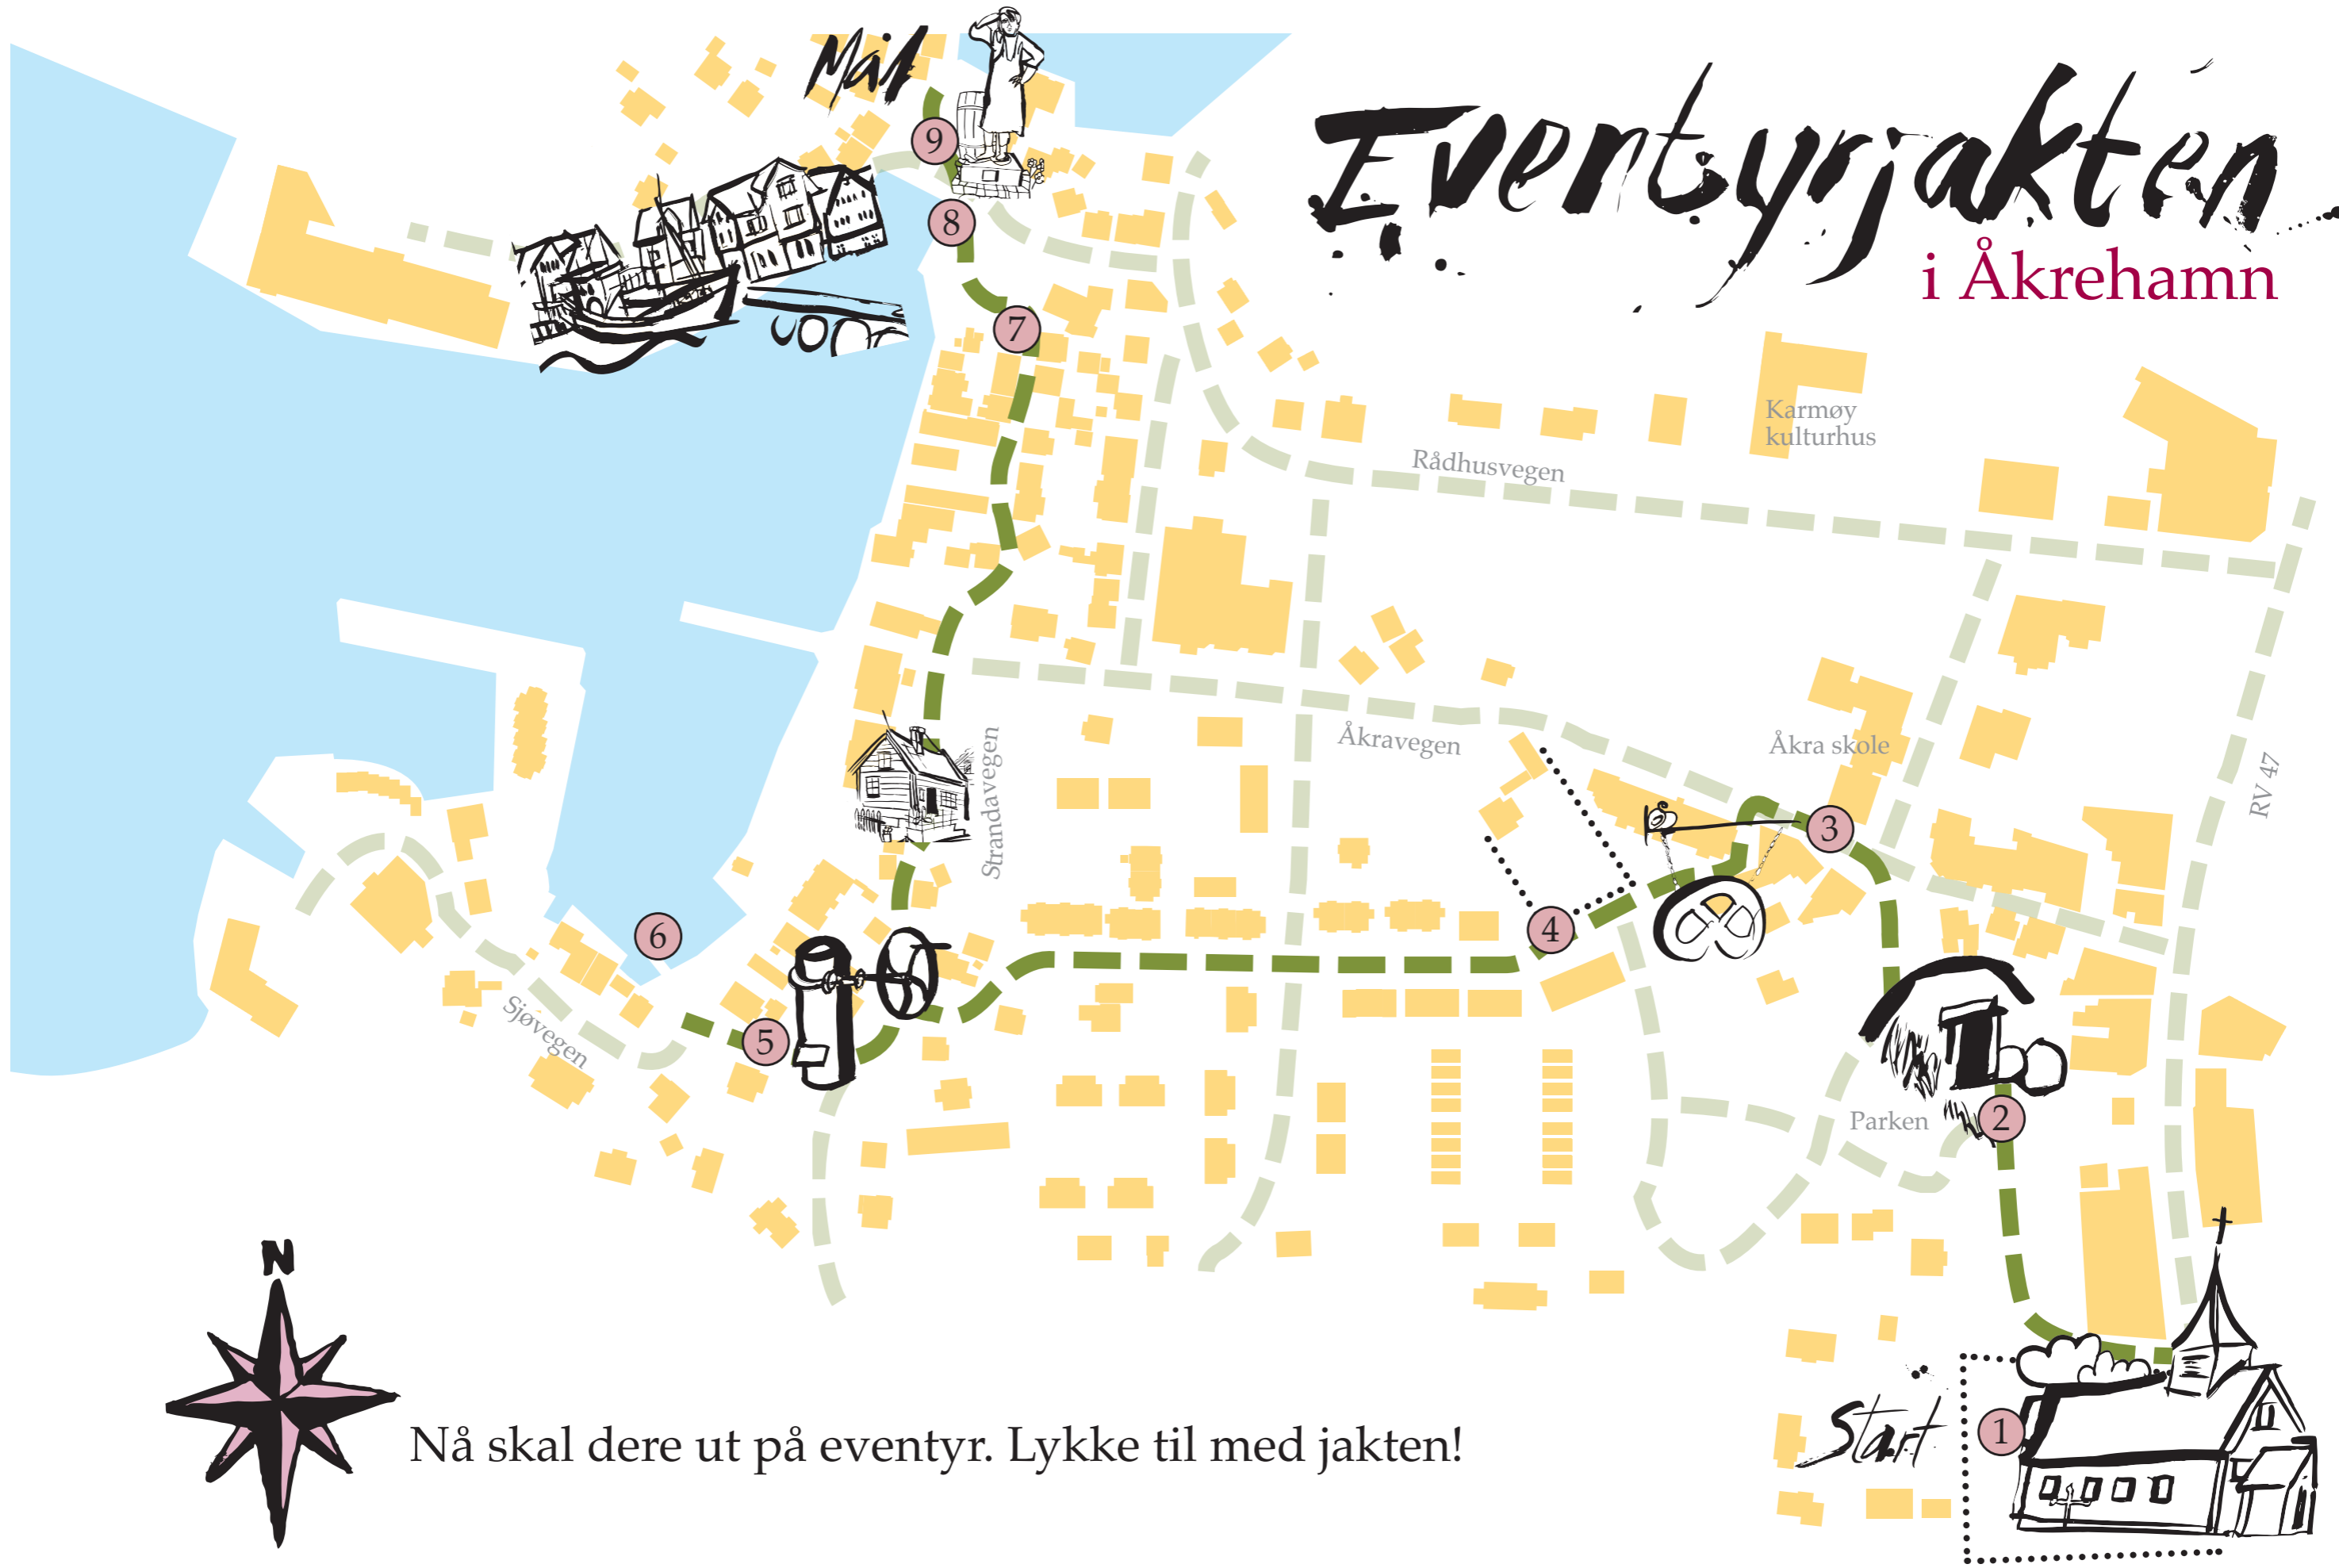 Eventyrjakten
i Åkrehamn
Mål
9
8
7
Karmøy
kulturhus
Rådhusvegen
Åkravegen
Åkra skole
RV 47
Strandavegen
3
4
6
5
Sjøvegen
Parken
2
N
Start
1
Nå skal dere ut på eventyr. Lykke til med jakten!